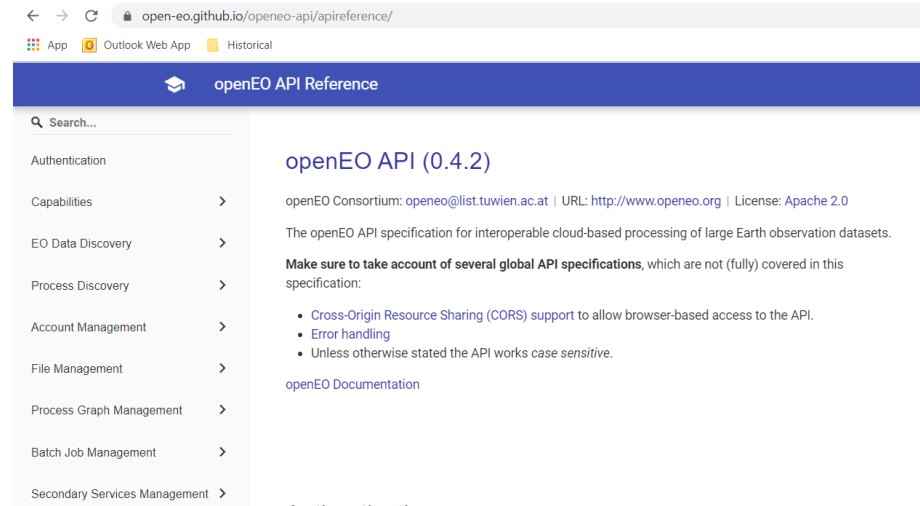 open-eo.github.io/openeo-api/apireference/
App Outlook Web App Historical
openEO API Reference
Search...
Authentication
Capabilities
EO Data Discovery
Process Discovery
Account Management
File Management
Process Graph Management
Batch Job Management
Secondary Services Management
openEO API (0.4.2)
openEO Consortium: openeo@list.tuwien.ac.at | URL: http://www.openeo.org | License: Apache 2.0
The openEO API specification for interoperable cloud-based processing of large Earth observation datasets.
Make sure to take account of several global API specifications, which are not (fully) covered in this
specification:
• Cross-Origin Resource Sharing (CORS) support to allow browser-based access to the API.
• Error handling
• Unless otherwise stated the API works case sensitive.
openEO Documentation